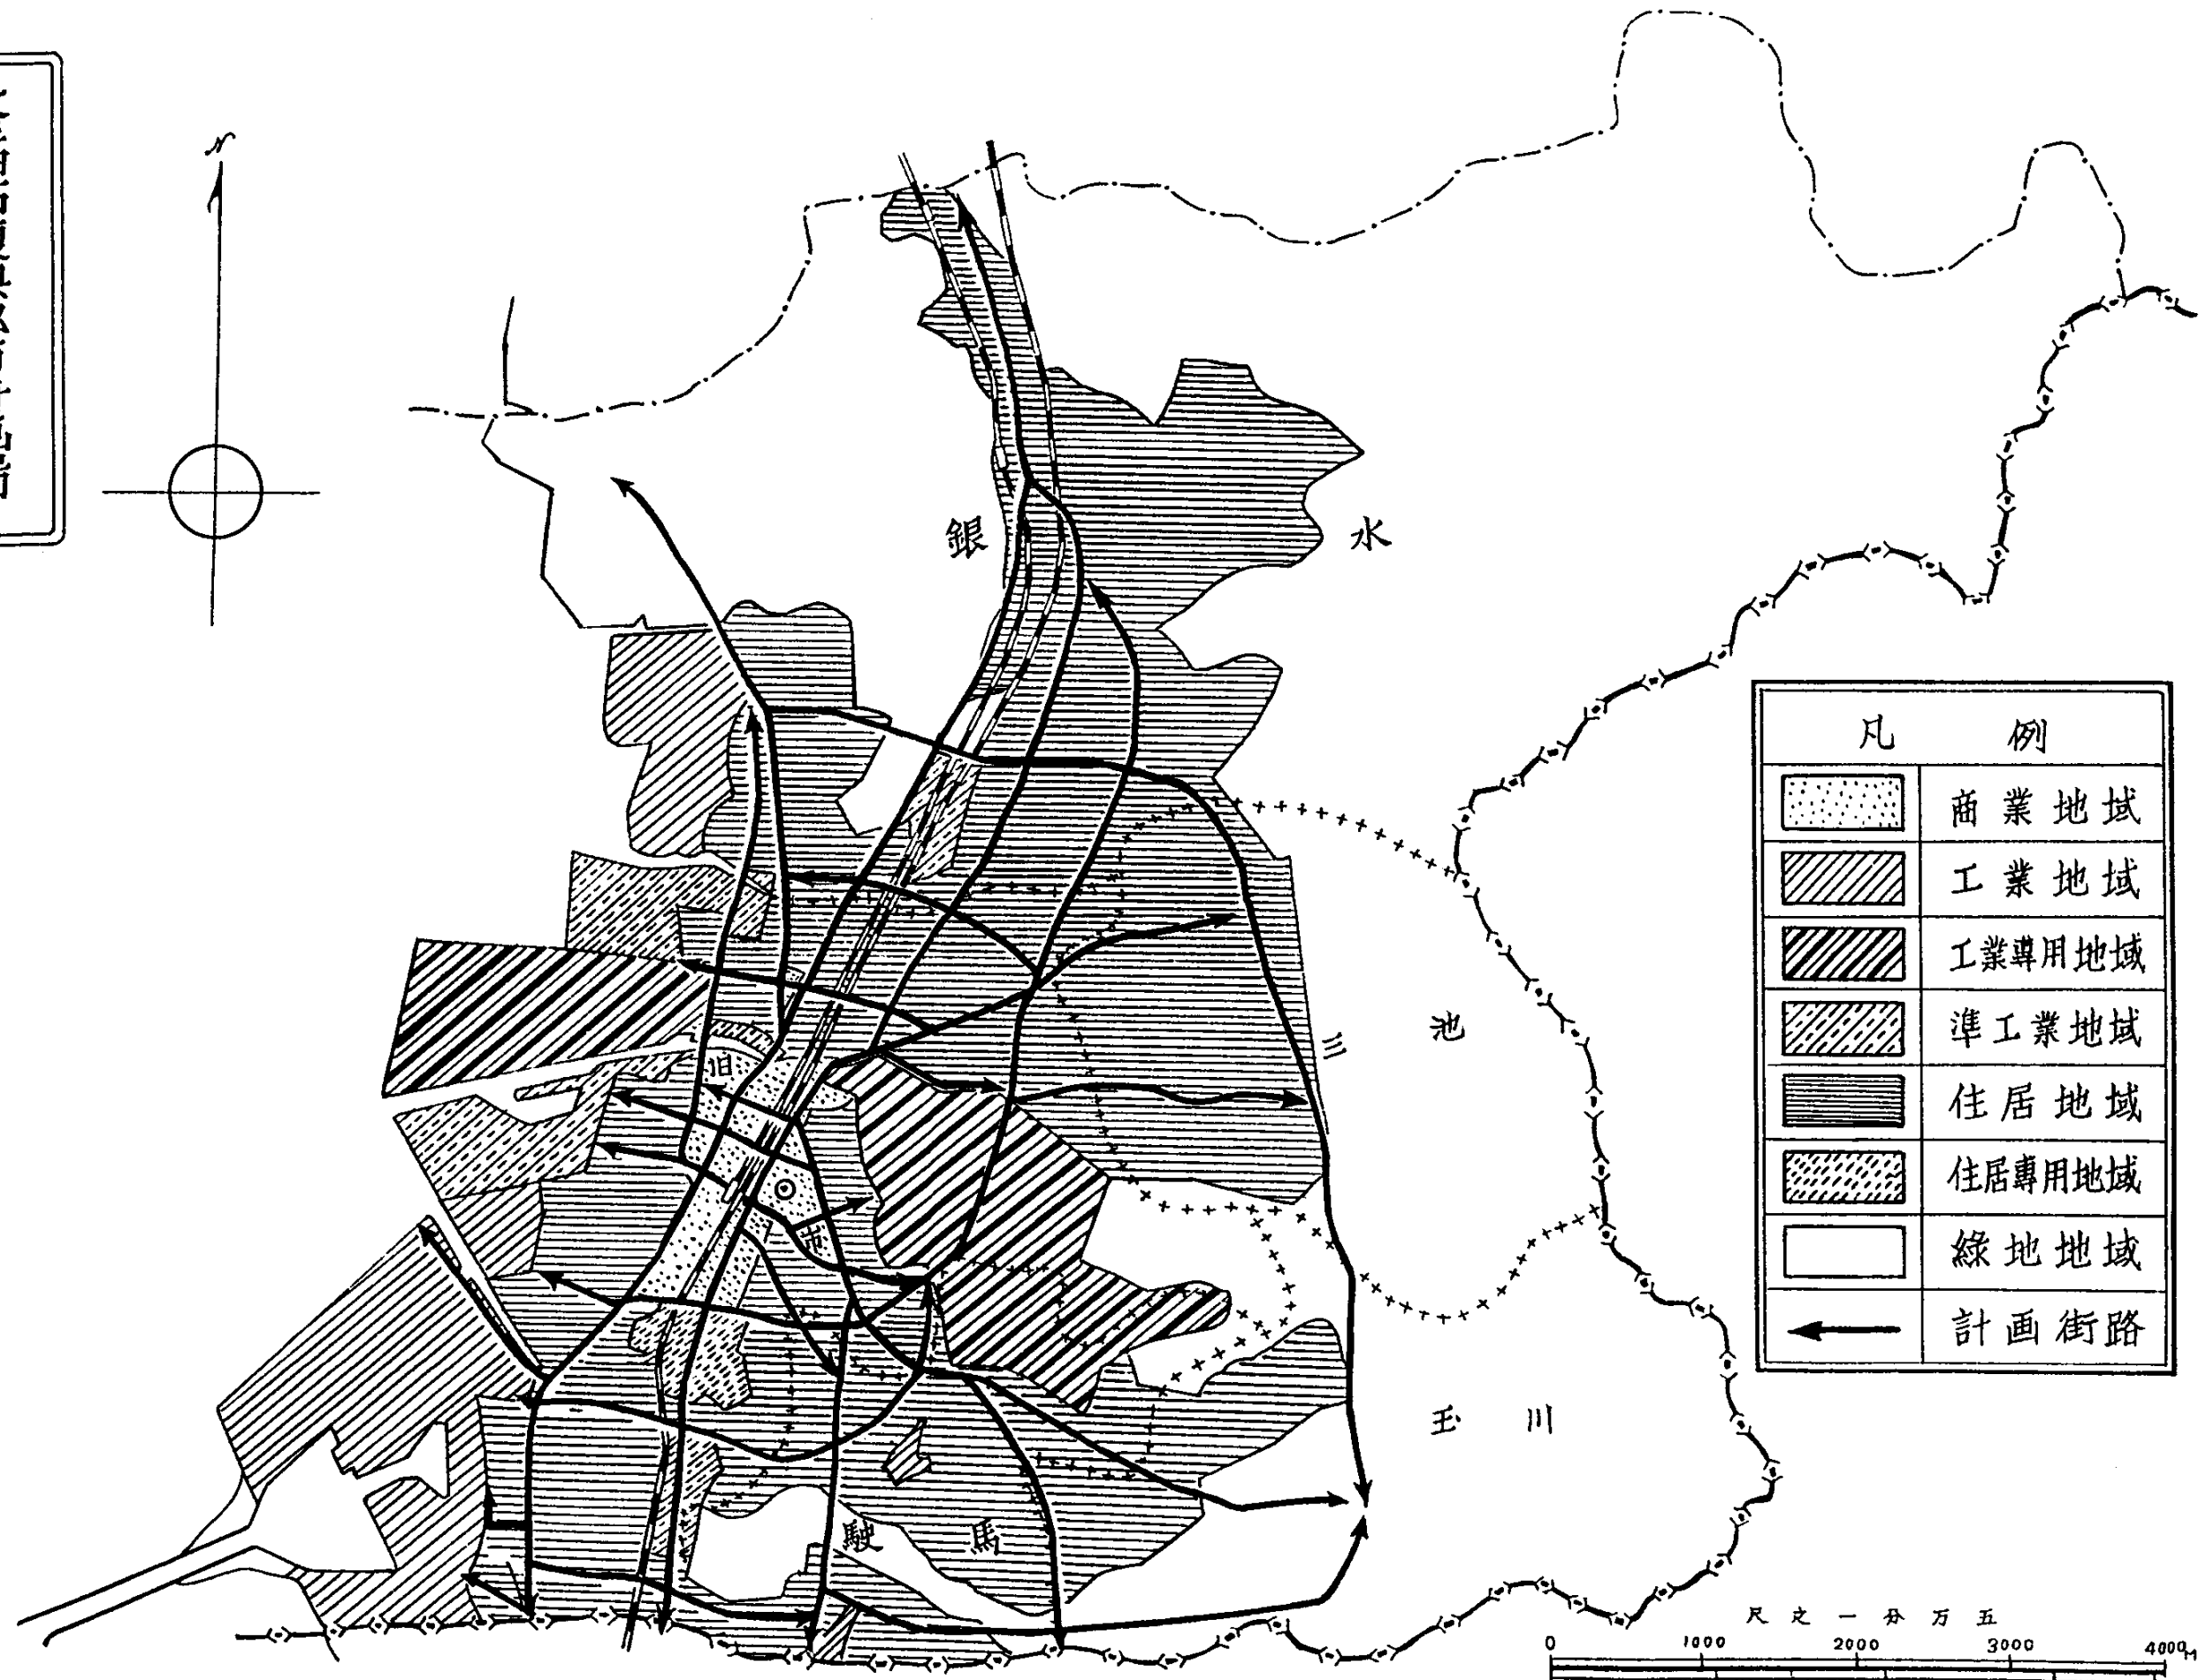 N
銀 水
凡 例
商業地域
工業地域
工業専用地域
準工業地域
住居地域
住居専用地域
綠地地域
計画街路
三 池
旧
市
玉 川
駛 馬
尺之一分万五
0 1000 2000 3000 4000M